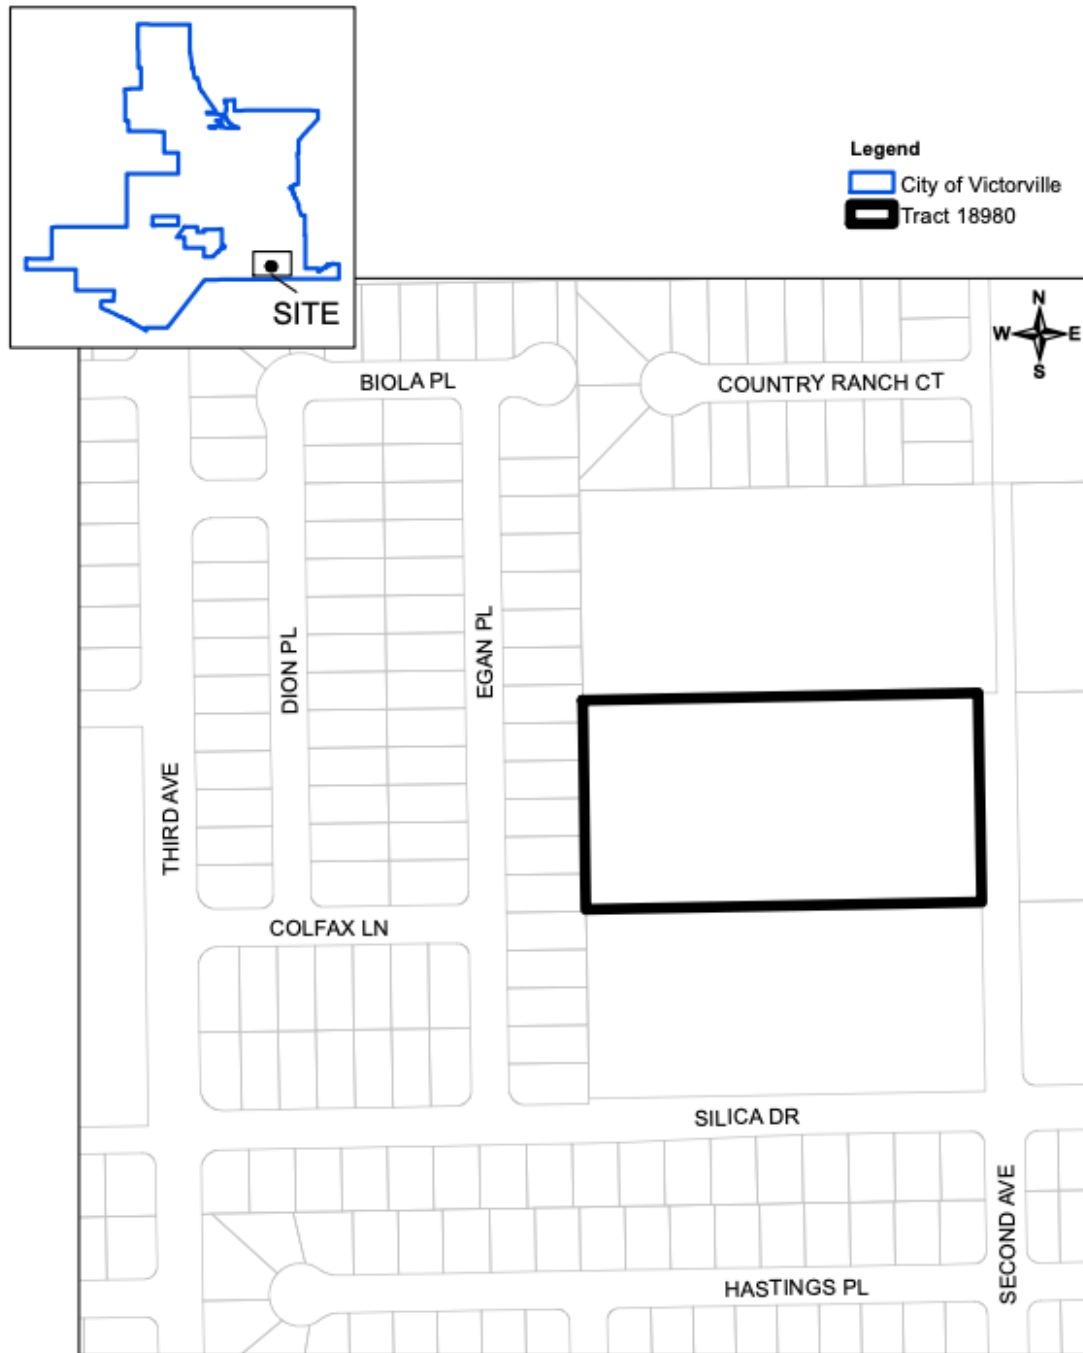 SITE
Legend
City of Victorville
Tract 18980
N
W E
S
BIOLA PL
COUNTRY RANCH CT
DION PL
EGAN PL
THIRD AVE
COLFAX LN
SILICA DR
SECOND AVE
HASTINGS PL